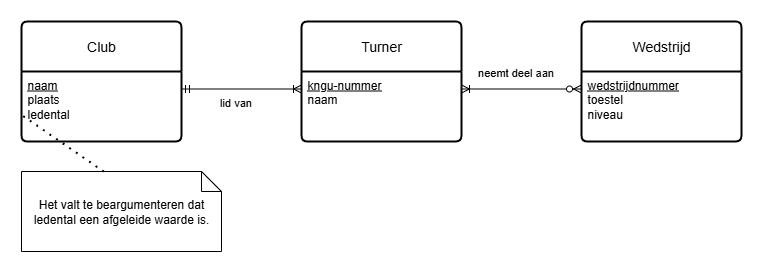 Club
naam
plaats
ledental
lid van
Turner
kngu-nummer
naam
neemt deel aan
Wedstrijd
wedstrijdnummer
toestel
niveau
Het valt te beargumenteren dat
ledental een afgeleide waarde is.